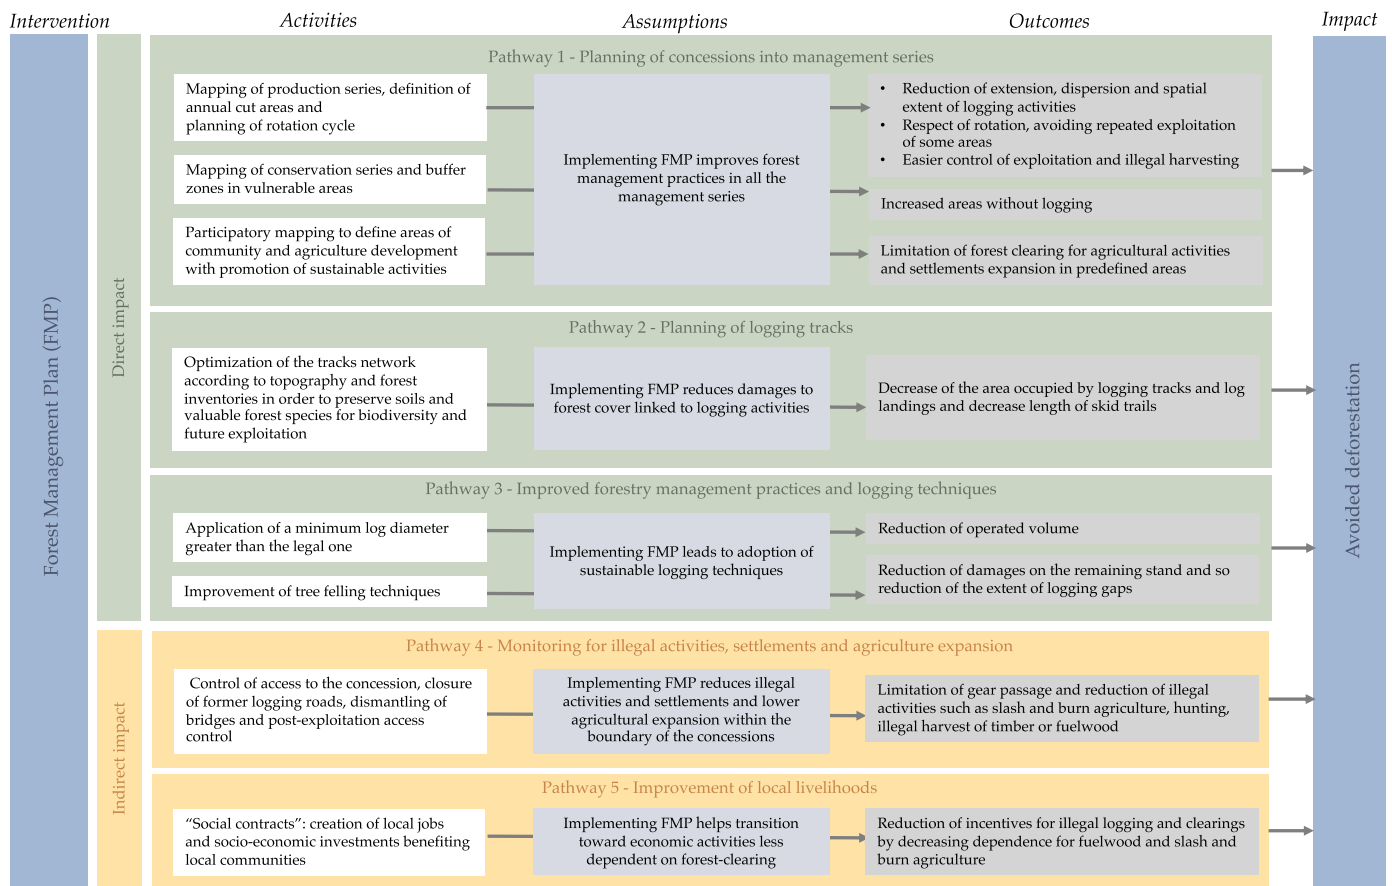 Intervention
Activities
Assumptions
Outcomes
Impact
Forest Management Plan (FMP)
Direct impact
Pathway 1 - Planning of concessions into management series
Mapping of production series, definition of
annual cut areas and
planning of rotation cycle
Mapping of conservation series and buffer
zones in vulnerable areas
Participatory mapping to define areas of
community and agriculture development
with promotion of sustainable activities
Implementing FMP improves forest
management practices in all the
management series
• Reduction of extension, dispersion and spatial
extent of logging activities
• Respect of rotation, avoiding repeated exploitation
of some areas
• Easier control of exploitation and illegal harvesting
Increased areas without logging
Limitation of forest clearing for agricultural activities
and settlements expansion in predefined areas
Pathway 2 - Planning of logging tracks
Optimization of the tracks network
according to topography and forest
inventories in order to preserve soils and
valuable forest species for biodiversity and
future exploitation
Implementing FMP reduces damages to
forest cover linked to logging activities
Decrease of the area occupied by logging tracks and log
landings and decrease length of skid trails
Pathway 3 - Improved forestry management practices and logging techniques
Application of a minimum log diameter
greater than the legal one
Improvement of tree felling techniques
Implementing FMP leads to adoption of
sustainable logging techniques
Reduction of operated volume
Reduction of damages on the remaining stand and so
reduction of the extent of logging gaps
Indirect impact
Pathway 4 - Monitoring for illegal activities, settlements and agriculture expansion
Control of access to the concession, closure
of former logging roads, dismantling of
bridges and post-exploitation access
control
Implementing FMP reduces illegal
activities and settlements and lower
agricultural expansion within the
boundary of the concessions
Limitation of gear passage and reduction of illegal
activities such as slash and burn agriculture, hunting,
illegal harvest of timber or fuelwood
Pathway 5 - Improvement of local livelihoods
“Social contracts”: creation of local jobs
and socio-economic investments benefiting
local communities
Implementing FMP helps transition
toward economic activities less
dependent on forest-clearing
Reduction of incentives for illegal logging and clearings
by decreasing dependence for fuelwood and slash and
burn agriculture
Avoided deforestation